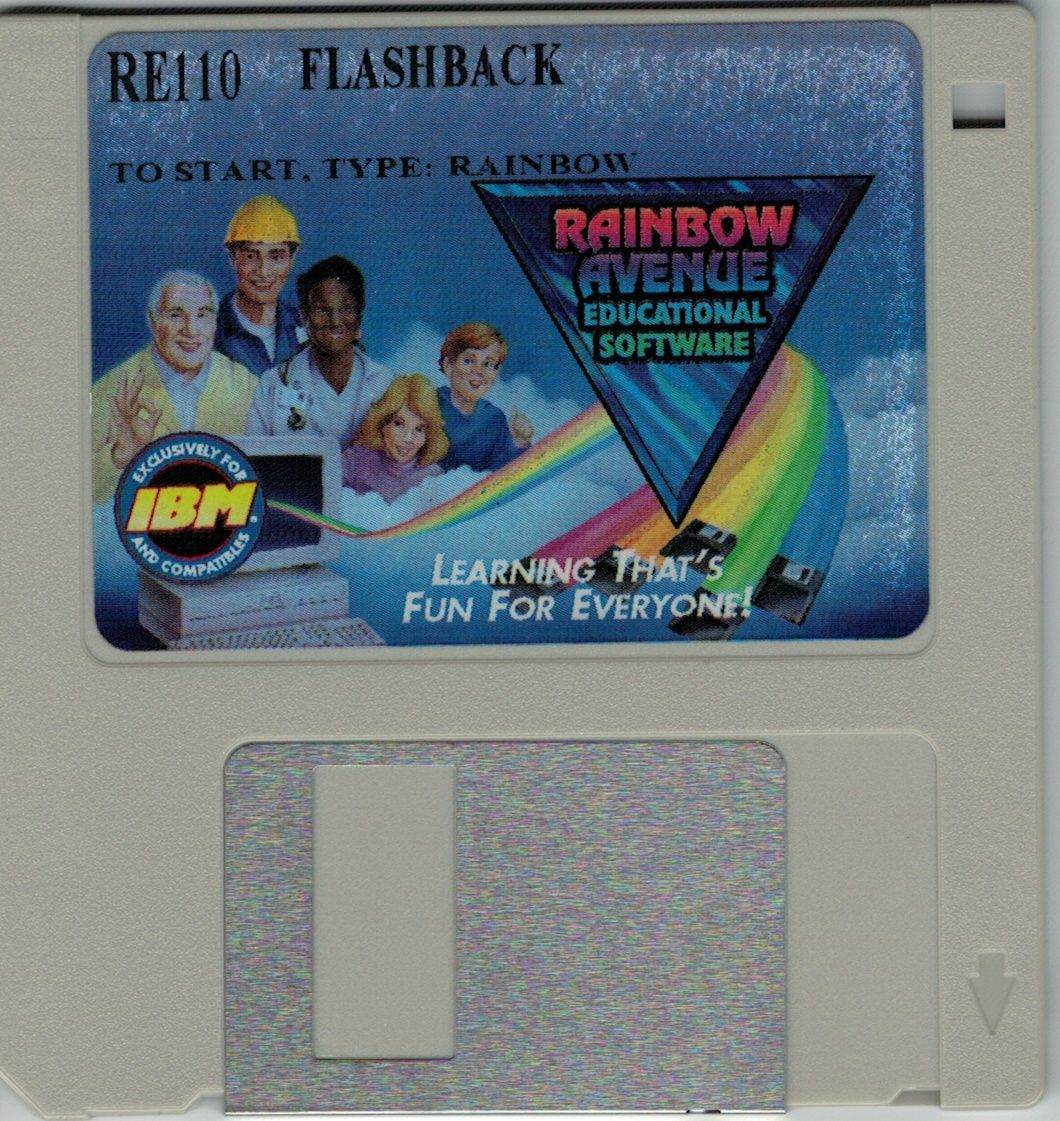 RE110 FLASHBACK
TO START, TYPE: RAINBOW
RAINBOW
AVENUE
EDUCATIONAL
SOFTWARE
EXCLUSIVELY FOR
IBM®
AND COMPATIBLES
LEARNING THAT'S
FUN FOR EVERYONE!